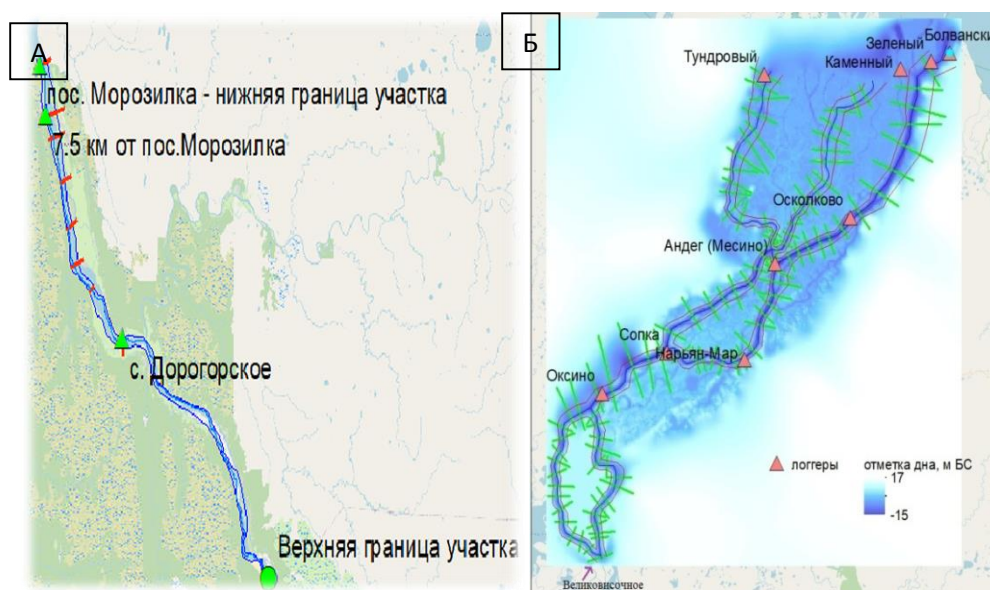 А
пос. Морозилка - нижняя граница участка
7.5 км от пос.Морозилка
с. Дорогорское
Верхняя граница участка
Б
Болвански
Зеленый
Тундровый
Каменный
Осколково
Андег (Месино)
Сопка
Нарьян-Мар
Оксино
логгеры
отметка дна, м БС
17
-15
Великовисочное